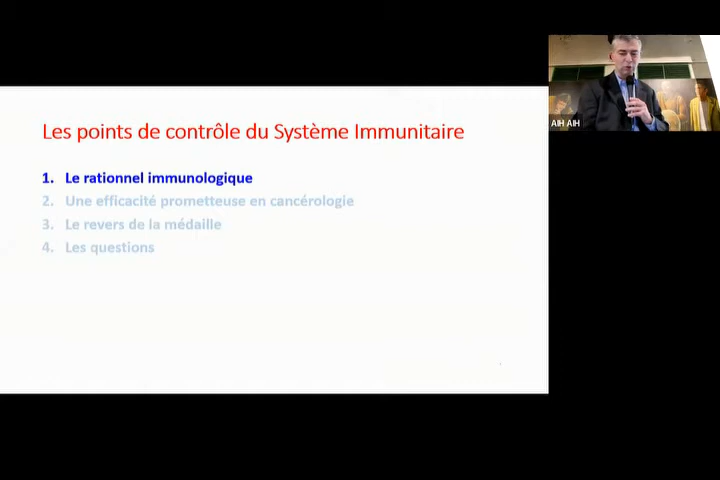 Les points de contrôle du Système Immunitaire
1. Le rationnel immunologique
2. Une efficacité prometteuse en cancérologie
3. Le revers de la médaille
4. Les questions
AIH AIH